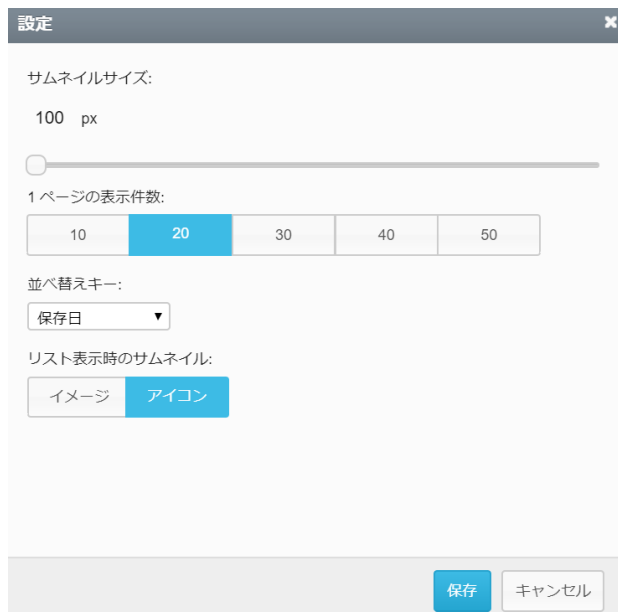 設定
サムネイルサイズ:
100 px
1 ページの表示件数:
10 20 30 40 50
並べ替えキー:
保存日
リスト表示時のサムネイル:
イメージ アイコン
保存 キャンセル